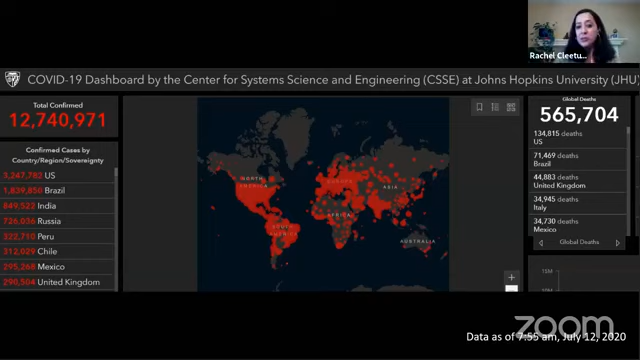 Rachel Cleetu...
COVID-19 Dashboard by the Center for Systems Science and Engineering (CSSE) at Johns Hopkins University (JHU)
Total Confirmed
12,740,971
Confirmed Cases by
Country/Region/Sovereignty
3,247,782 US
1,839,850 Brazil
849,522 India
726,036 Russia
322,710 Peru
312,029 Chile
295,268 Mexico
290,504 United Kingdom
NORTH
AMERICA
SOUTH
AMERICA
EUROPE
AFRICA
ASIA
AUSTRALIA
Global Deaths
565,704
134,815 deaths
US
71,469 deaths
Brazil
44,883 deaths
United Kingdom
34,945 deaths
Italy
34,730 deaths
Mexico
Global Deaths
15M
10M
zoom
Data as of 7:55 am, July 12, 2020